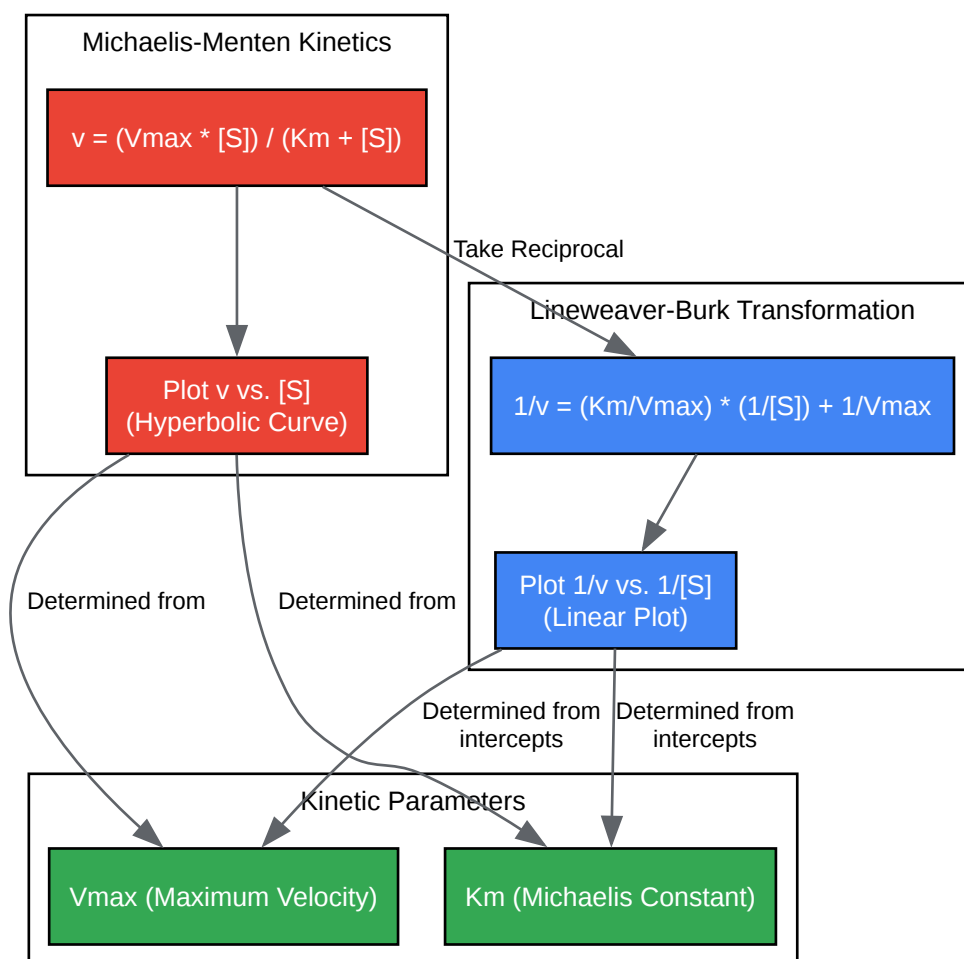 Michaelis-Menten Kinetics
v = (Vmax * [S]) / (Km + [S])
Take Reciprocal
Lineweaver-Burk Transformation
Plot v vs. [S]
(Hyperbolic Curve)
1/v = (Km/Vmax) * (1/[S]) + 1/Vmax
Plot 1/v vs. 1/[S]
(Linear Plot)
Determined from
Determined from
Determined from
intercepts
Determined from
intercepts
Kinetic Parameters
Vmax (Maximum Velocity)
Km (Michaelis Constant)